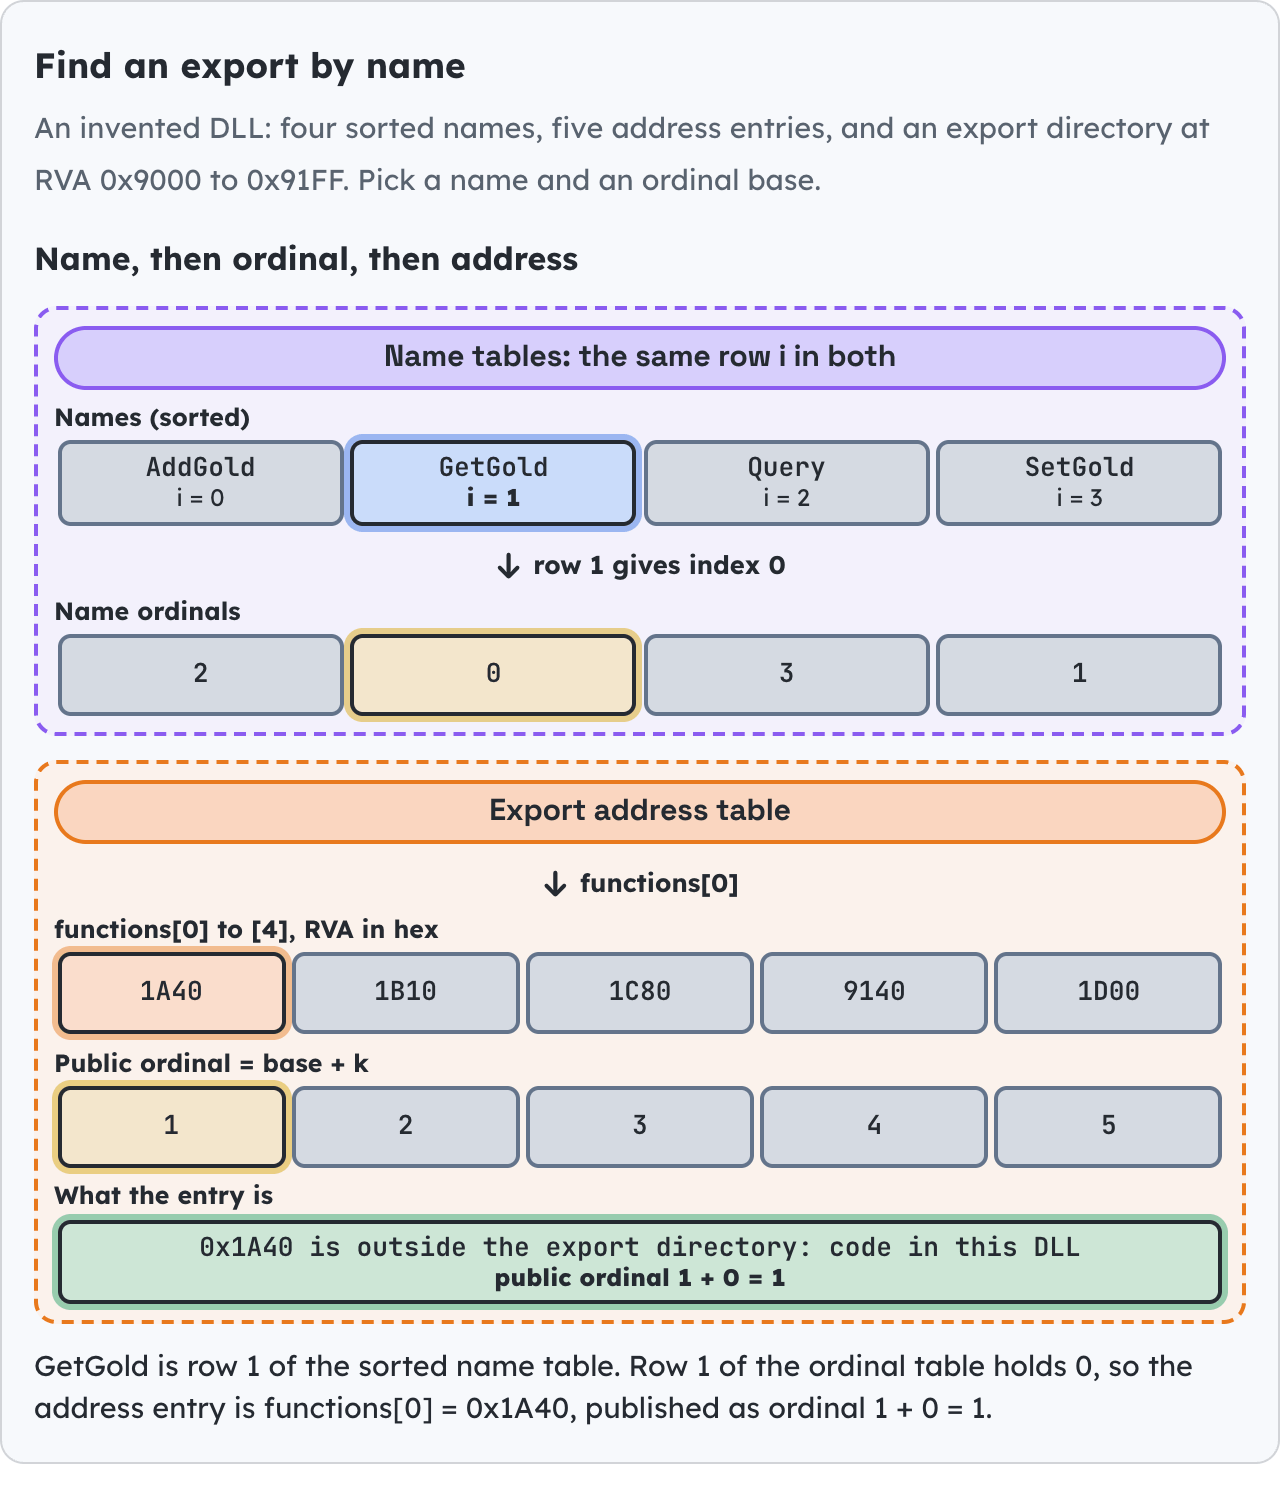 Find an export by name
An invented DLL: four sorted names, five address entries, and an export directory at
RVA 0x9000 to 0x91FF. Pick a name and an ordinal base.
Name, then ordinal, then address
Name tables: the same row i in both
Names (sorted)
AddGold GetGold Query SetGold
i = 0 i = 1 i = 2 i = 3
↓ row 1 gives index 0
Name ordinals
2 0 3 1
Export address table
↓ functions[0]
functions[0] to [4], RVA in hex
1A40 1B10 1C80 9140 1D00
Public ordinal = base + k
1 2 3 4 5
What the entry is
0x1A40 is outside the export directory: code in this DLL
public ordinal 1 + 0 = 1
GetGold is row 1 of the sorted name table. Row 1 of the ordinal table holds 0, so the
address entry is functions[0] = 0x1A40, published as ordinal 1 + 0 = 1.